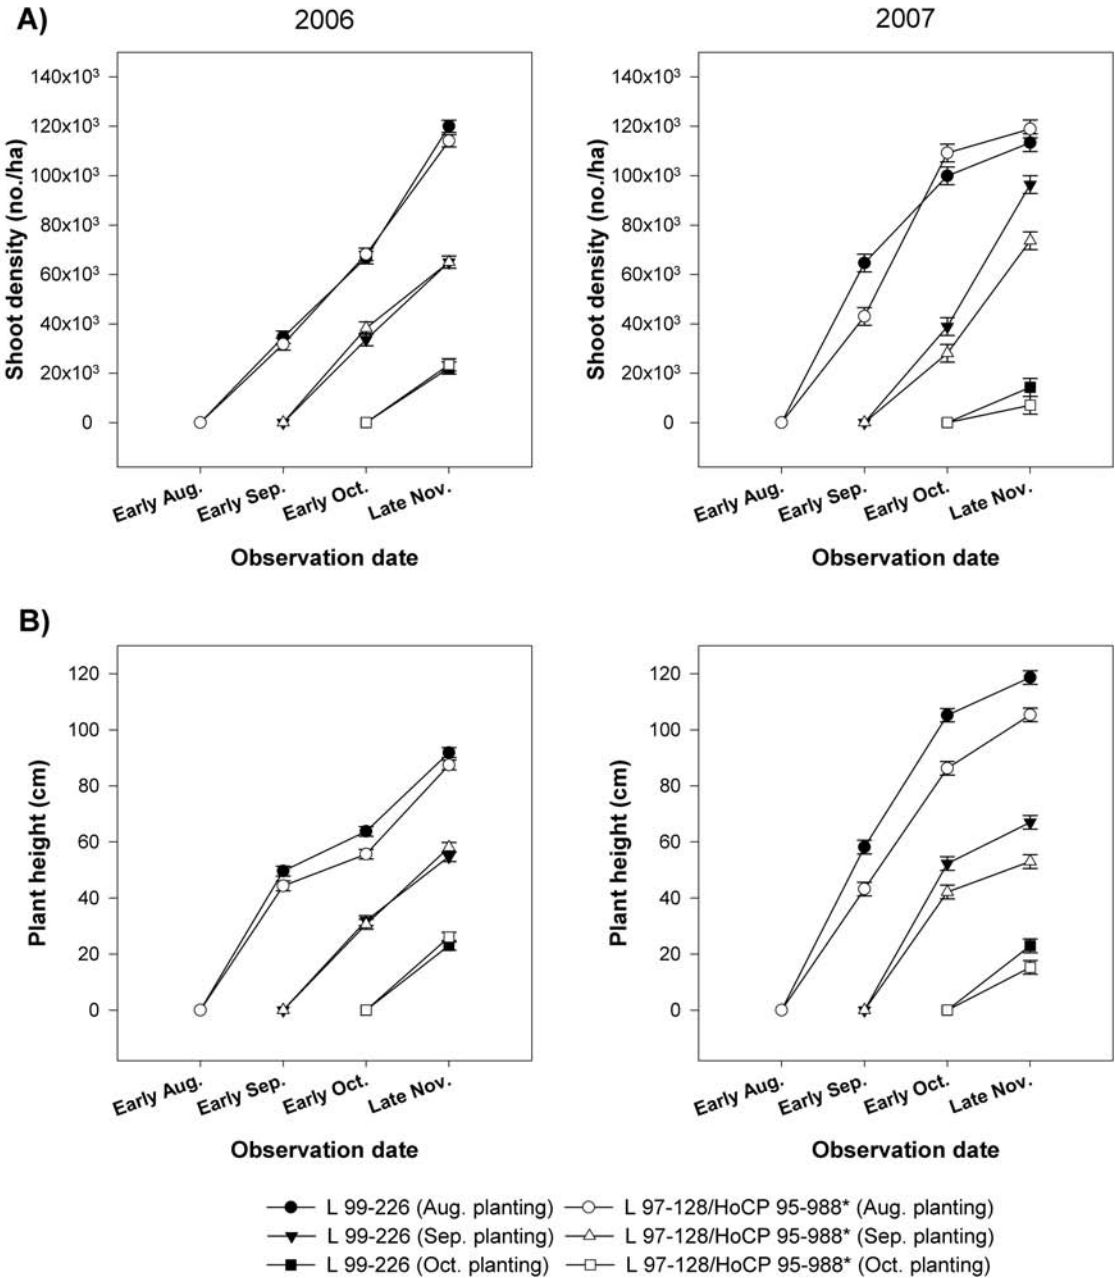 A)
2006
2007
140x10³
120x10³
100x10³
80x10³
60x10³
40x10³
20x10³
0
Shoot density (no./ha)
Early Aug.
Early Sep.
Early Oct.
Late Nov.
Observation date
140x10³
120x10³
100x10³
80x10³
60x10³
40x10³
20x10³
0
Shoot density (no./ha)
Early Aug.
Early Sep.
Early Oct.
Late Nov.
Observation date
B)
120
100
80
60
40
20
0
Plant height (cm)
Early Aug.
Early Sep.
Early Oct.
Late Nov.
Observation date
120
100
80
60
40
20
0
Plant height (cm)
Early Aug.
Early Sep.
Early Oct.
Late Nov.
Observation date
L 99-226 (Aug. planting)
L 97-128/HoCP 95-988* (Aug. planting)
L 99-226 (Sep. planting)
L 97-128/HoCP 95-988* (Sep. planting)
L 99-226 (Oct. planting)
L 97-128/HoCP 95-988* (Oct. planting)